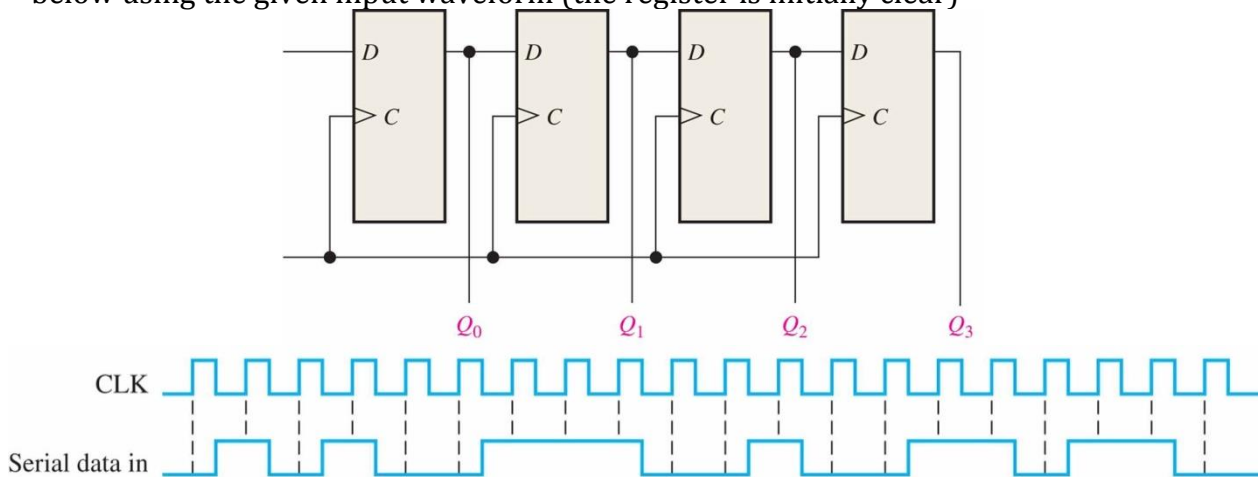 below using the given input waveform (the register is initially clear)
D D D D
C C C C
Q0 Q1 Q2 Q3
CLK
Serial data in